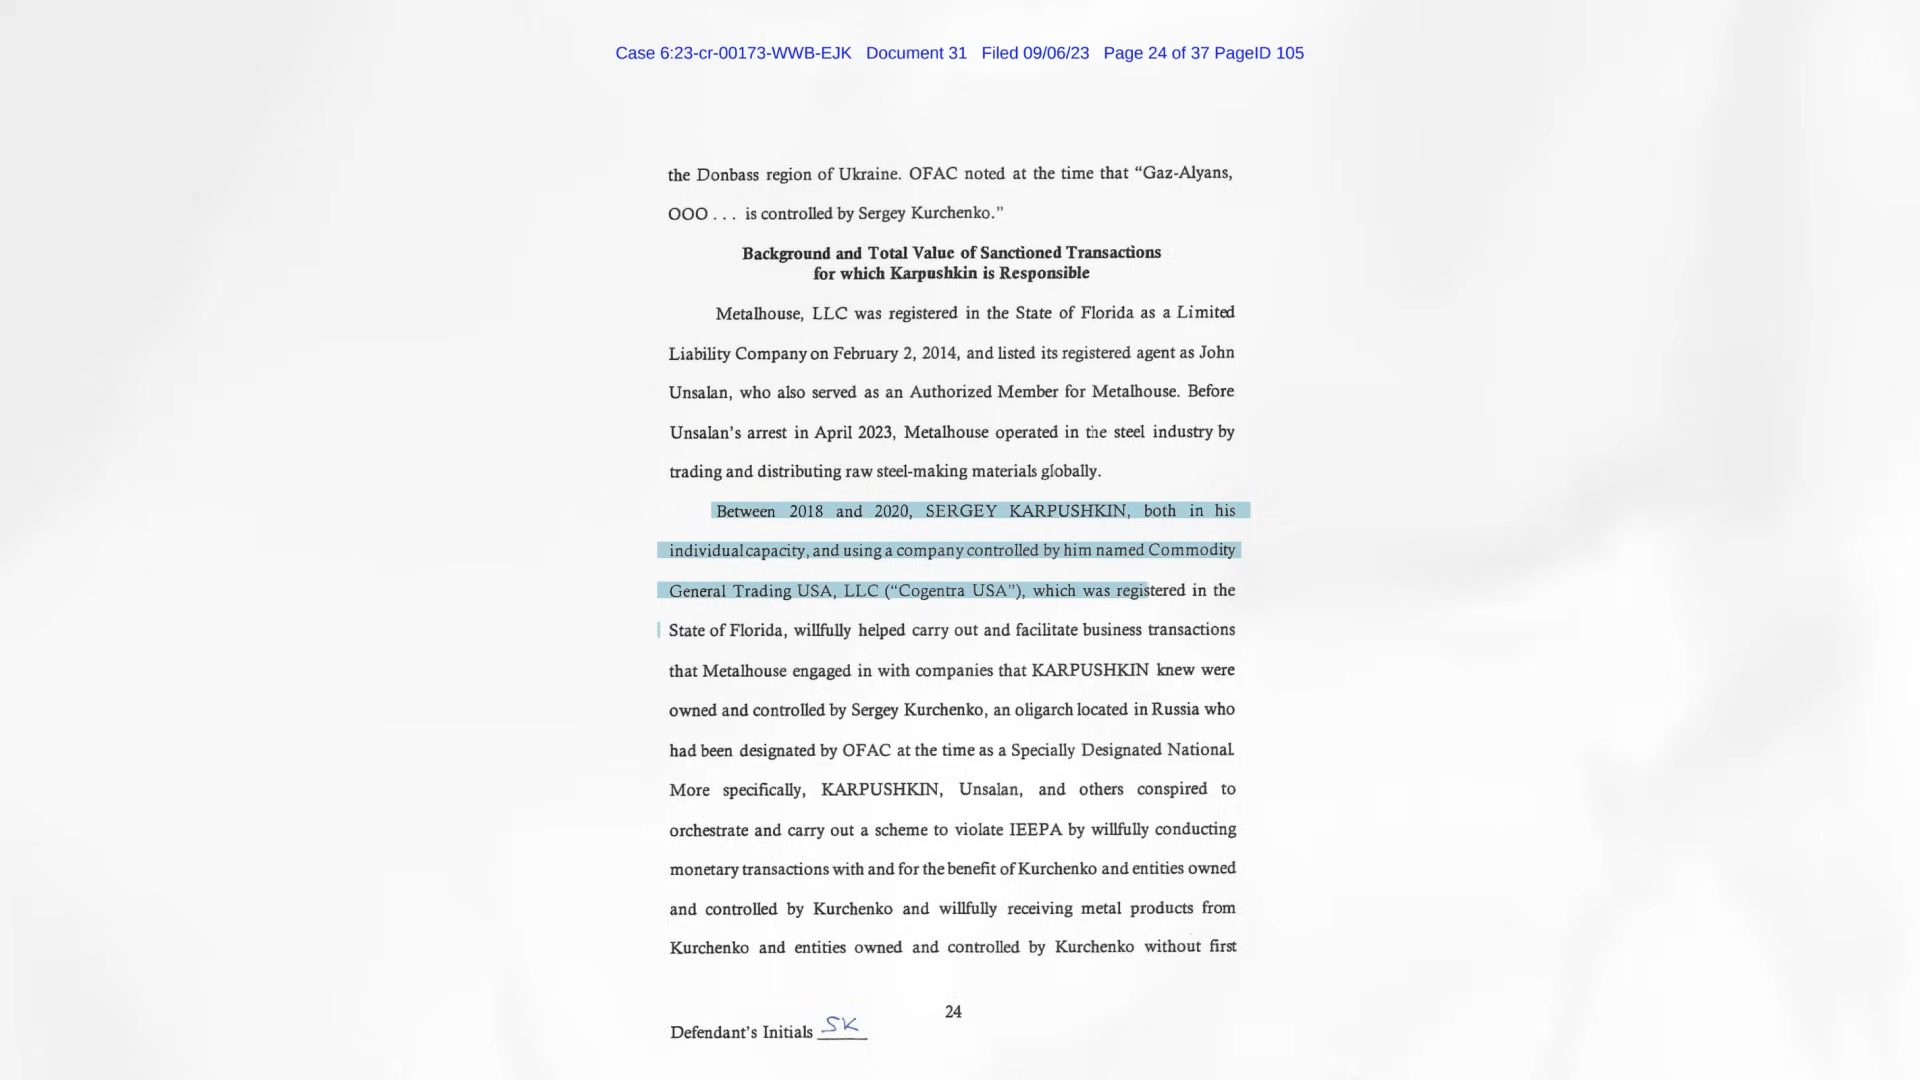 Case 6:23-cr-00173-WWB-EJK Document 31 Filed 09/06/23 Page 24 of 37 PageID 105
the Donbass region of Ukraine. OFAC noted at the time that “Gaz-Alyans,
OOO . . . is controlled by Sergey Kurchenko.”
Background and Total Value of Sanctioned Transactions
for which Karpushkin is Responsible
Metalhouse, LLC was registered in the State of Florida as a Limited
Liability Company on February 2, 2014, and listed its registered agent as John
Unsalan, who also served as an Authorized Member for Metalhouse. Before
Unsalan’s arrest in April 2023, Metalhouse operated in the steel industry by
trading and distributing raw steel-making materials globally.
Between 2018 and 2020, SERGEY KARPUSHKIN, both in his
individual capacity, and using a company controlled by him named Commodity
General Trading USA, LLC (“Cogentra USA”), which was registered in the
State of Florida, willfully helped carry out and facilitate business transactions
that Metalhouse engaged in with companies that KARPUSHKIN knew were
owned and controlled by Sergey Kurchenko, an oligarch located in Russia who
had been designated by OFAC at the time as a Specially Designated National.
More specifically, KARPUSHKIN, Unsalan, and others conspired to
orchestrate and carry out a scheme to violate IEEPA by willfully conducting
monetary transactions with and for the benefit of Kurchenko and entities owned
and controlled by Kurchenko and willfully receiving metal products from
Kurchenko and entities owned and controlled by Kurchenko without first
24
Defendant’s Initials SK